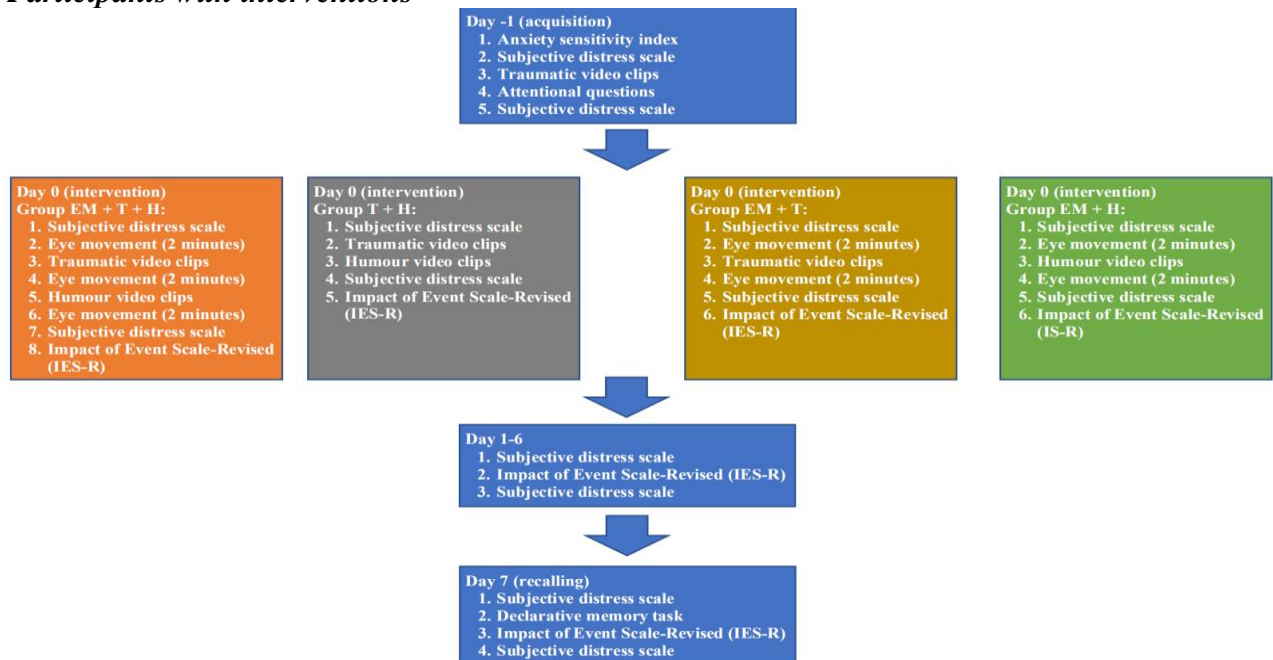 Participants with interventions
Day -1 (acquisition)
1. Anxiety sensitivity index
2. Subjective distress scale
3. Traumatic video clips
4. Attentional questions
5. Subjective distress scale
Day 0 (intervention)
Group EM + T + H:
1. Subjective distress scale
2. Eye movement (2 minutes)
3. Traumatic video clips
4. Eye movement (2 minutes)
5. Humour video clips
6. Eye movement (2 minutes)
7. Subjective distress scale
8. Impact of Event Scale-Revised
(IES-R)
Day 0 (intervention)
Group T + H:
1. Subjective distress scale
2. Traumatic video clips
3. Humour video clips
4. Subjective distress scale
5. Impact of Event Scale-Revised
(IES-R)
Day 0 (intervention)
Group EM + T:
1. Subjective distress scale
2. Eye movement (2 minutes)
3. Traumatic video clips
4. Eye movement (2 minutes)
5. Subjective distress scale
6. Impact of Event Scale-Revised
(IES-R)
Day 0 (intervention)
Group EM + H:
1. Subjective distress scale
2. Eye movement (2 minutes)
3. Humour video clips
4. Eye movement (2 minutes)
5. Subjective distress scale
6. Impact of Event Scale-Revised
(IS-R)
Day 1-6
1. Subjective distress scale
2. Impact of Event Scale-Revised (IES-R)
3. Subjective distress scale
Day 7 (recalling)
1. Subjective distress scale
2. Declarative memory task
3. Impact of Event Scale-Revised (IES-R)
4. Subjective distress scale